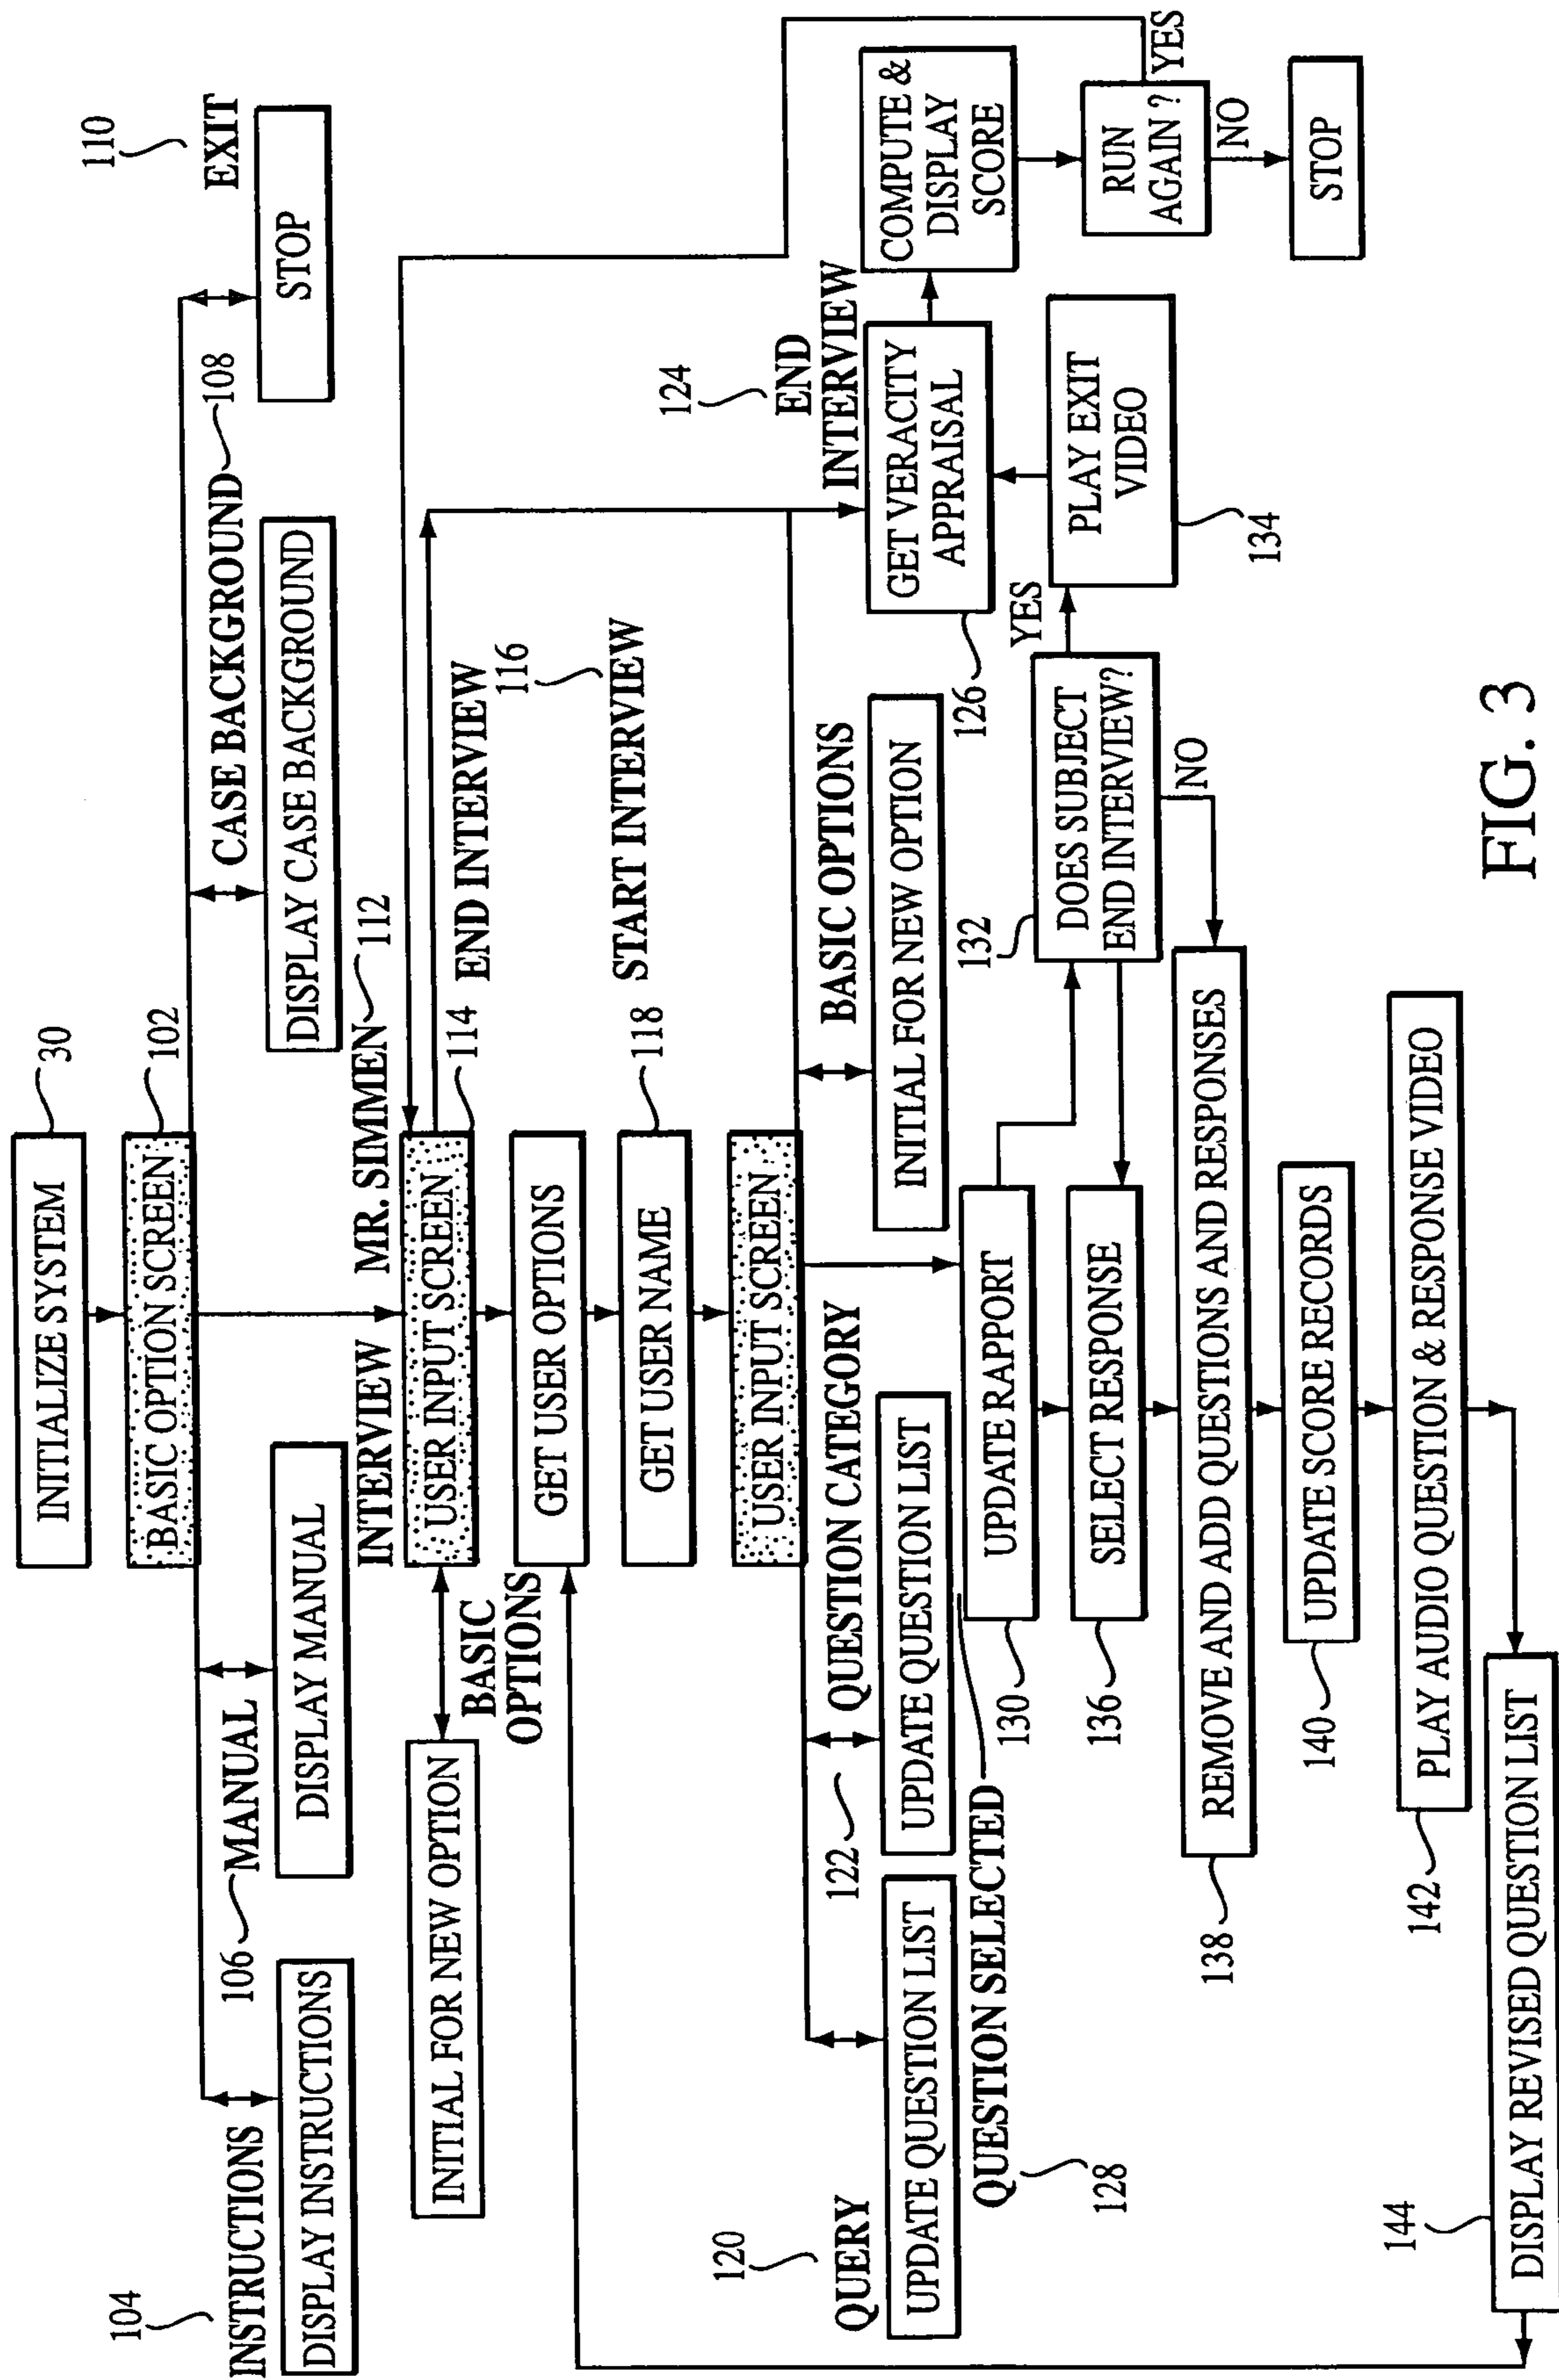 INITIALIZE SYSTEM
30
BASIC OPTION SCREEN
102
104
INSTRUCTIONS
DISPLAY INSTRUCTIONS
106
MANUAL
DISPLAY MANUAL
CASE BACKGROUND
108
DISPLAY CASE BACKGROUND
110
EXIT
STOP
INTERVIEW
MR. SIMMEN
112
INITIAL FOR NEW OPTION
BASIC
OPTIONS
USER INPUT SCREEN
114
END INTERVIEW
GET USER OPTIONS
116
START INTERVIEW
GET USER NAME
118
USER INPUT SCREEN
120
QUERY
UPDATE QUESTION LIST
122
QUESTION CATEGORY
UPDATE QUESTION LIST
BASIC OPTIONS
INITIAL FOR NEW OPTION
124
END
INTERVIEW
GET VERACITY
APPRAISAL
126
COMPUTE &
DISPLAY
SCORE
RUN
AGAIN ?
YES
NO
STOP
QUESTION SELECTED
128
UPDATE RAPPORT
130
DOES SUBJECT
END INTERVIEW?
132
YES
NO
PLAY EXIT
VIDEO
134
SELECT RESPONSE
136
REMOVE AND ADD QUESTIONS AND RESPONSES
138
UPDATE SCORE RECORDS
140
PLAY AUDIO QUESTION & RESPONSE VIDEO
142
DISPLAY REVISED QUESTION LIST
144
FIG. 3